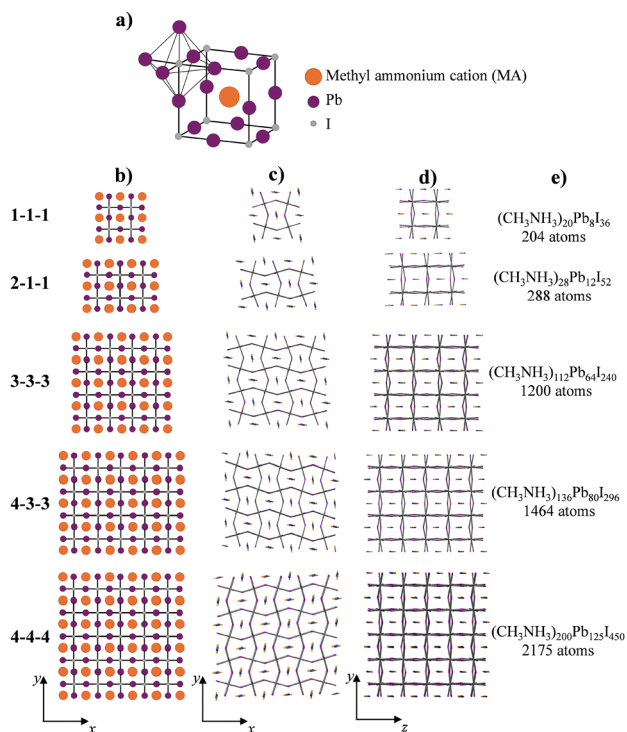 a)
Methyl ammonium cation (MA)
Pb
I
b)
c)
d)
e)
1-1-1
(CH₃NH₃)₂₀Pb₈I₃₆
204 atoms
2-1-1
(CH₃NH₃)₂₈Pb₁₂I₅₂
288 atoms
3-3-3
(CH₃NH₃)₁₁₂Pb₆₄I₂₄₀
1200 atoms
4-3-3
(CH₃NH₃)₁₃₆Pb₈₀I₂₉₆
1464 atoms
4-4-4
(CH₃NH₃)₂₀₀Pb₁₂₅I₄₅₀
2175 atoms
y
x
y
x
y
z